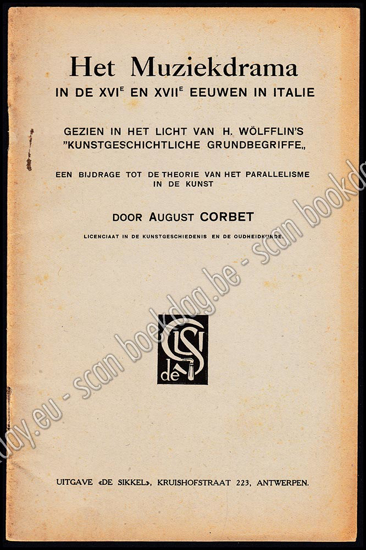 Het Muziekdrama
IN DE XVIᴱ EN XVIIᴱ EEUWEN IN ITALIE
GEZIEN IN HET LICHT VAN H. WÖLFFLIN'S
"KUNSTGESCHICHTLICHE GRUNDBEGRIFFE„
EEN BIJDRAGE TOT DE THEORIE VAN HET PARALLELISME
IN DE KUNST
DOOR AUGUST CORBET
LICENCIAAT IN DE KUNSTGESCHIEDENIS EN DE OUDHEIDKUNDE.
de
UITGAVE «DE SIKKEL», KRUISHOFSTRAAT 223, ANTWERPEN.
day.eu - scan boekdag.be - scan boekdag.be